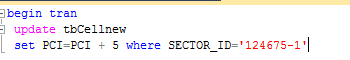 begin tran
update tbCellnew
set PCI=PCI + 5 where SECTOR_ID='124675-1'